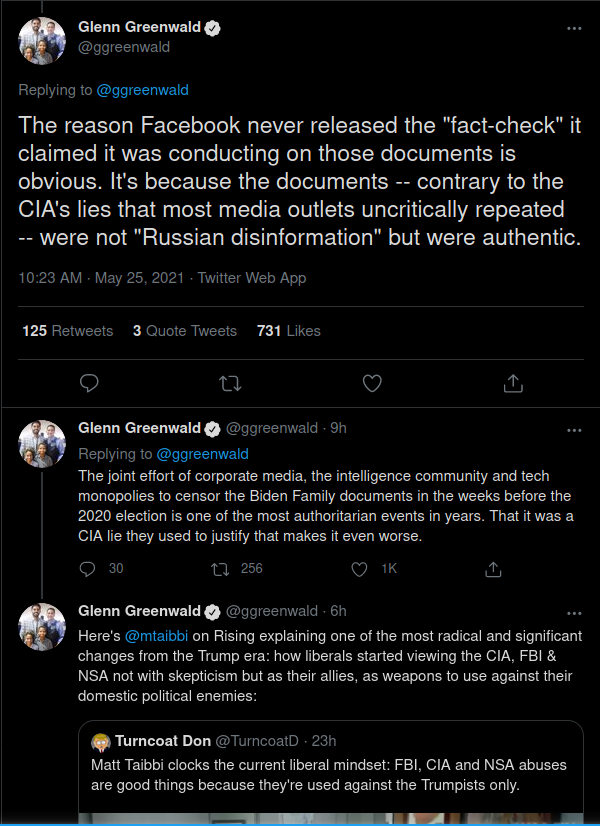 Glenn Greenwald
@ggreenwald
Replying to @ggreenwald
The reason Facebook never released the "fact-check" it
claimed it was conducting on those documents is
obvious. It's because the documents -- contrary to the
CIA's lies that most media outlets uncritically repeated
-- were not "Russian disinformation" but were authentic.
10:23 AM · May 25, 2021 · Twitter Web App
125 Retweets 3 Quote Tweets 731 Likes
Glenn Greenwald @ggreenwald · 9h
Replying to @ggreenwald
The joint effort of corporate media, the intelligence community and tech
monopolies to censor the Biden Family documents in the weeks before the
2020 election is one of the most authoritarian events in years. That it was a
CIA lie they used to justify that makes it even worse.
30 256 1K
Glenn Greenwald @ggreenwald · 6h
Here's @mtaibbi on Rising explaining one of the most radical and significant
changes from the Trump era: how liberals started viewing the CIA, FBI &
NSA not with skepticism but as their allies, as weapons to use against their
domestic political enemies:
Turncoat Don @TurncoatD · 23h
Matt Taibbi clocks the current liberal mindset: FBI, CIA and NSA abuses
are good things because they're used against the Trumpists only.